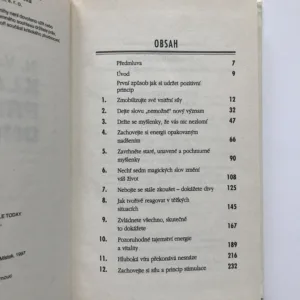 OBSAH
Předmluva 7
Úvod 9
První způsob jak si udržet pozitivní
princip
1. Zmobilizujte své vnitřní síly 12
2. Dejte slovu „nemožné" nový význam 32
3. Držte se myšlenky, že vás nic nezlomí 47
4. Zachovejte si energii opakovaným
nadšením 66
5. Zavrhněte staré, unavené a pochmurné
myšlenky 90
6. Nechť sedm magických slov změní
váš život 108
7. Nebojte se stále zkoušet – dokážete divy 125
8. Jak tvořivě reagovat v těžkých
situacích 145
9. Zvládnete všechno, skutečně
to dokážete 167
10. Pozoruhodné tajemství energie
a vitality 189
11. Hluboká víra překonává nesnáze 216
12. Zachovejte si sílu a princip stimulace 232
E TODAY